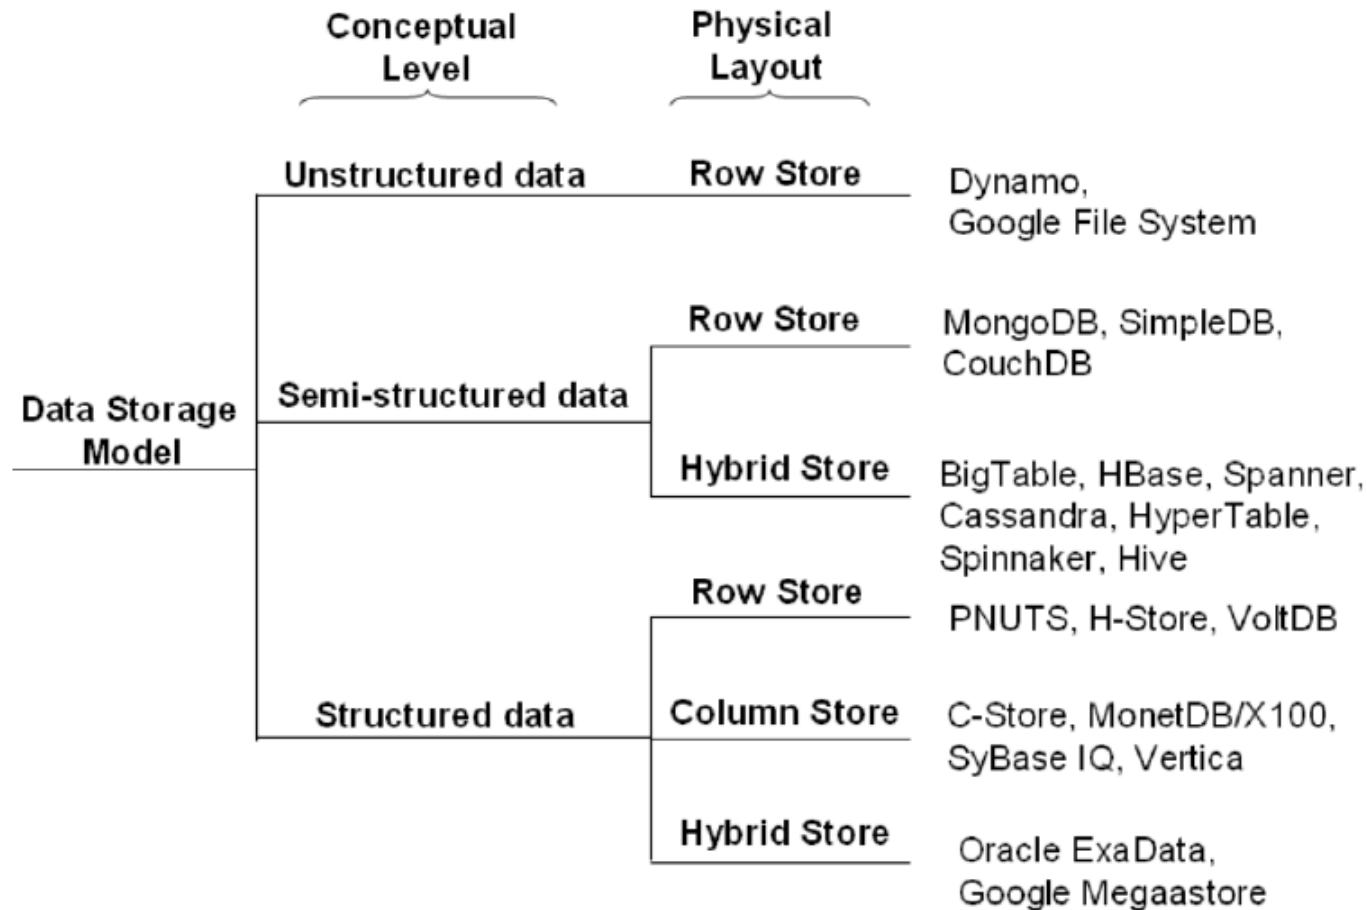 Conceptual
Level
Physical
Layout
Unstructured data
Row Store
Dynamo,
Google File System
Row Store
MongoDB, SimpleDB,
CouchDB
Semi-structured data
Data Storage
Model
Hybrid Store
BigTable, HBase, Spanner,
Cassandra, HyperTable,
Spinnaker, Hive
Row Store
PNUTS, H-Store, VoltDB
Structured data
Column Store
C-Store, MonetDB/X100,
SyBase IQ, Vertica
Hybrid Store
Oracle ExaData,
Google Megaastore